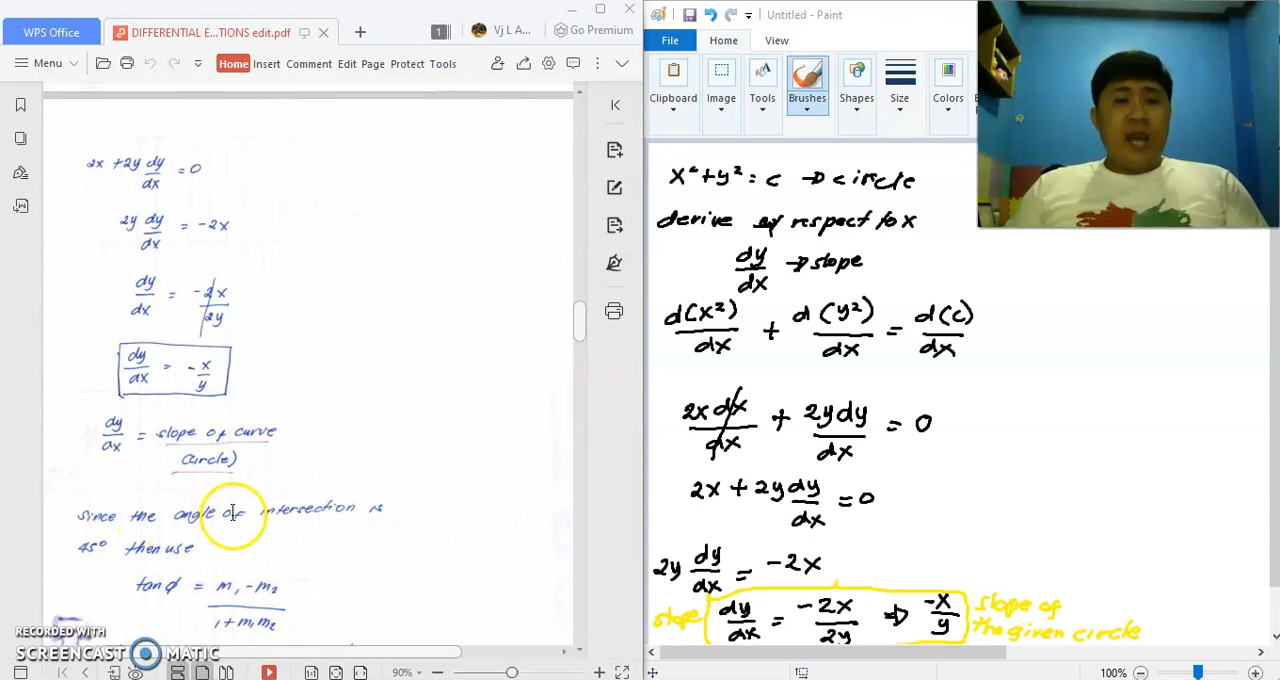 WPS Office
DIFFERENTIAL E...TIONS edit.pdf
1
Vj L A...
Go Premium
Menu
Home Insert Comment Edit Page Protect Tools
2x + 2y dy/dx = 0
2y dy/dx = -2x
dy/dx = -2x/2y
dy/dx = -x/y
dy/dx = slope of curve
circle)
Since the angle of intersection is
45° then use
tan φ = m1 - m2 / 1 + m1 m2
RECORDED WITH
SCREENCAST MATIC
90%
Untitled - Paint
File Home View
Clipboard Image Tools Brushes Shapes Size Colors
x² + y² = c → circle
derive w/ respect to x
dy/dx → slope
d(x²)/dx + d(y²)/dx = d(c)/dx
2x dx/dx + 2y dy/dx = 0
2x + 2y dy/dx = 0
2y dy/dx = -2x
slope dy/dx = -2x/2y ⇒ -x/y slope of
the given circle
100%